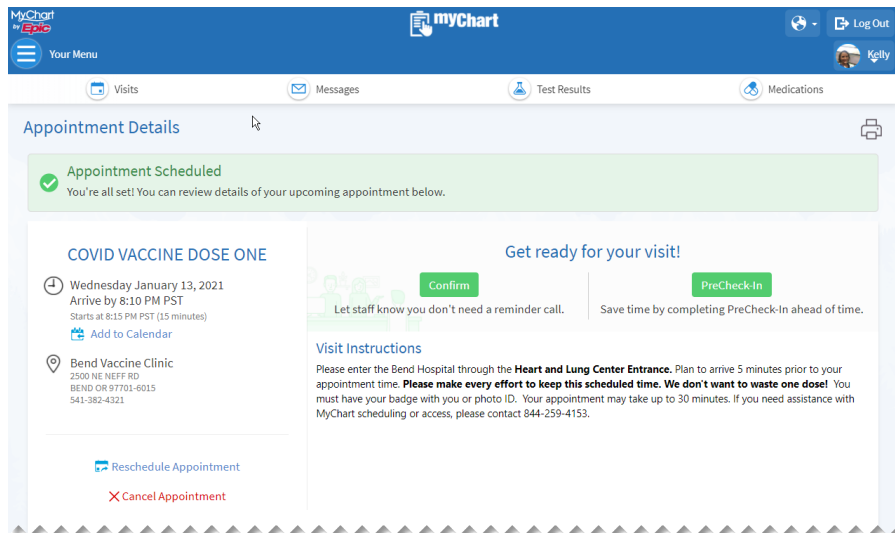 MyChart
by Epic
myChart
Log Out
Your Menu
Kelly
Visits
Messages
Test Results
Medications
Appointment Details
Appointment Scheduled
You're all set! You can review details of your upcoming appointment below.
COVID VACCINE DOSE ONE
Wednesday January 13, 2021
Arrive by 8:10 PM PST
Starts at 8:15 PM PST (15 minutes)
Add to Calendar
Bend Vaccine Clinic
2500 NE NEFF RD
BEND OR 97701-6015
541-382-4321
Reschedule Appointment
Cancel Appointment
Get ready for your visit!
Confirm
Let staff know you don't need a reminder call.
PreCheck-In
Save time by completing PreCheck-In ahead of time.
Visit Instructions
Please enter the Bend Hospital through the Heart and Lung Center Entrance. Plan to arrive 5 minutes prior to your
appointment time. Please make every effort to keep this scheduled time. We don't want to waste one dose! You
must have your badge with you or photo ID. Your appointment may take up to 30 minutes. If you need assistance with
MyChart scheduling or access, please contact 844-259-4153.